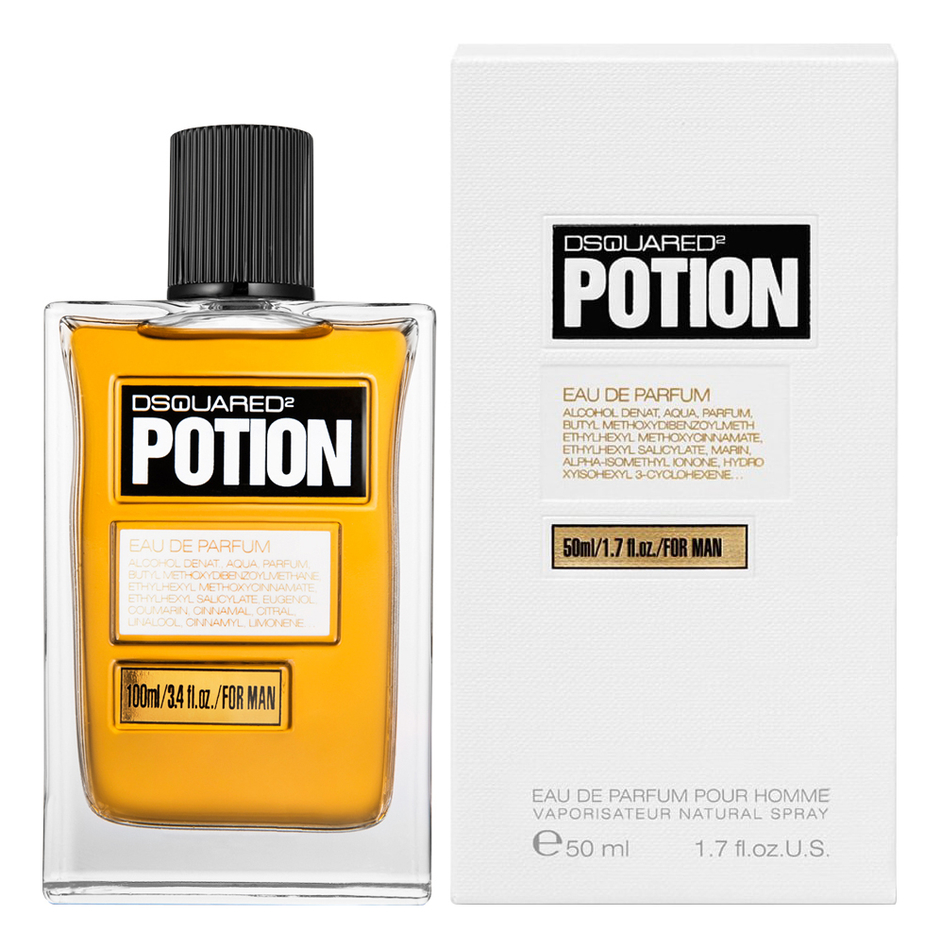 DSQUARED²
POTION
EAU DE PARFUM
ALCOHOL DENAT, AQUA, PARFUM,
BUTYL METHOXYDIBENZOYLMETHANE,
ETHYLHEXYL METHOXYCINNAMATE,
ETHYLHEXYL SALICYLATE, EUGENOL,
COUMARIN, CINNAMAL, CITRAL,
LINALOOL, CINNAMYL, LIMONENE...
100ml/3.4 fl.oz./FOR MAN
DSQUARED²
POTION
EAU DE PARFUM
ALCOHOL DENAT, AQUA, PARFUM,
BUTYL METHOXYDIBENZOYLMETH
ETHYLHEXYL METHOXYCINNAMATE,
ETHYLHEXYL SALICYLATE, MARIN,
ALPHA-ISOMETHYL IONONE, HYDRO
XYISOHEXYL 3-CYCLOHEXENE...
50ml/1.7 fl.oz./FOR MAN
EAU DE PARFUM POUR HOMME
VAPORISATEUR NATURAL SPRAY
℮50 ml 1.7 fl.oz.U.S.